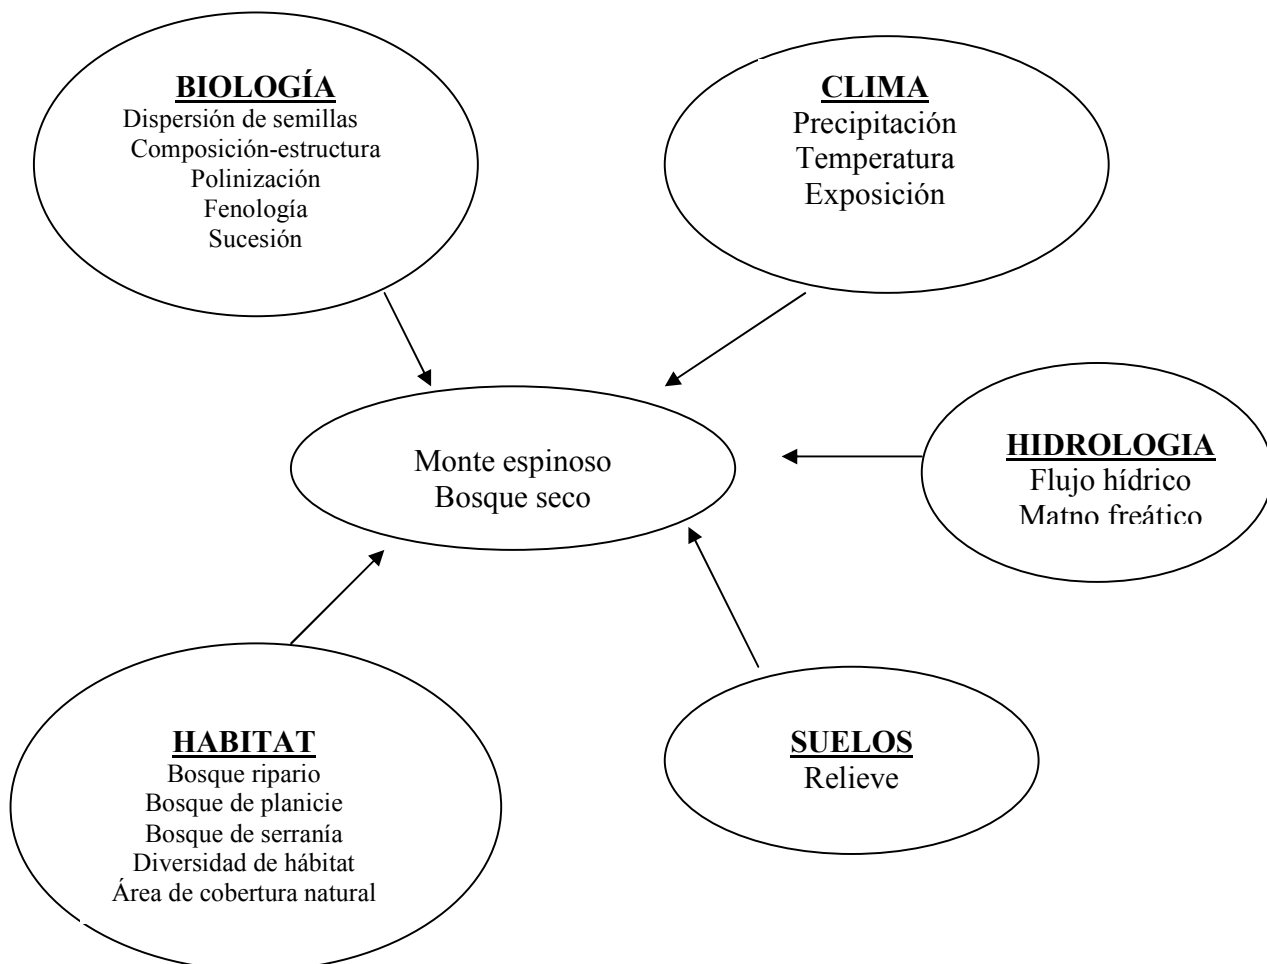 BIOLOGÍA
Dispersión de semillas
Composición-estructura
Polinización
Fenología
Sucesión
CLIMA
Precipitación
Temperatura
Exposición
Monte espinoso
Bosque seco
HIDROLOGIA
Flujo hídrico
Matno freático
HABITAT
Bosque ripario
Bosque de planicie
Bosque de serranía
Diversidad de hábitat
Área de cobertura natural
SUELOS
Relieve